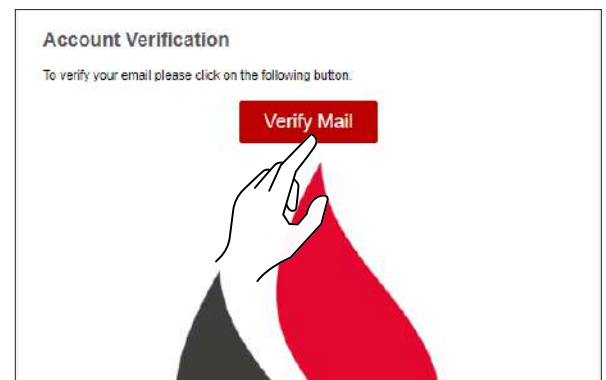 Account Verification
To verify your email please click on the following button.
Verify Mail